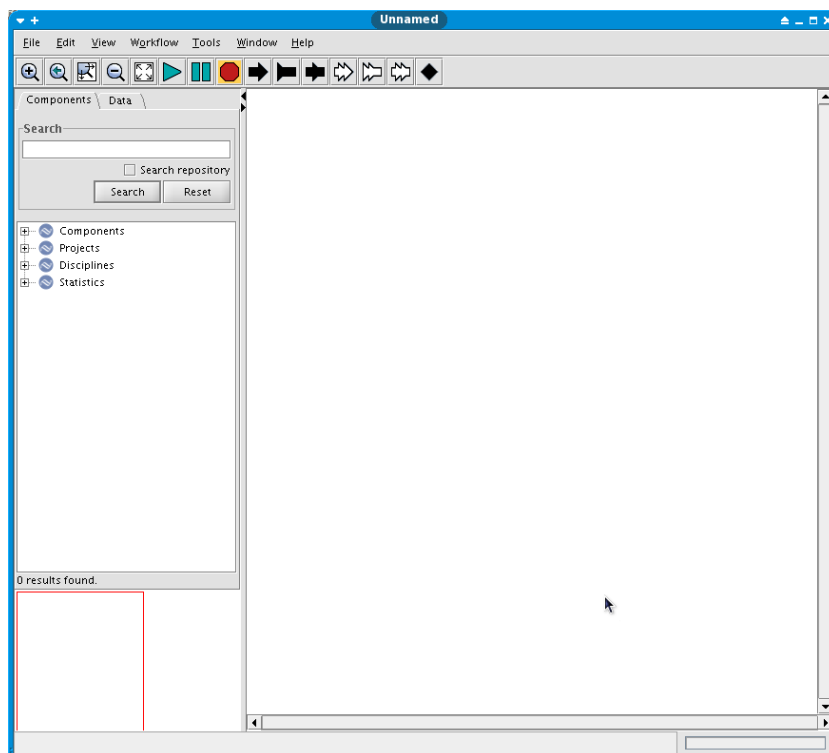 Unnamed
File Edit View Workflow Tools Window Help
Components Data
Search
Search repository
Search Reset
Components
Projects
Disciplines
Statistics
0 results found.